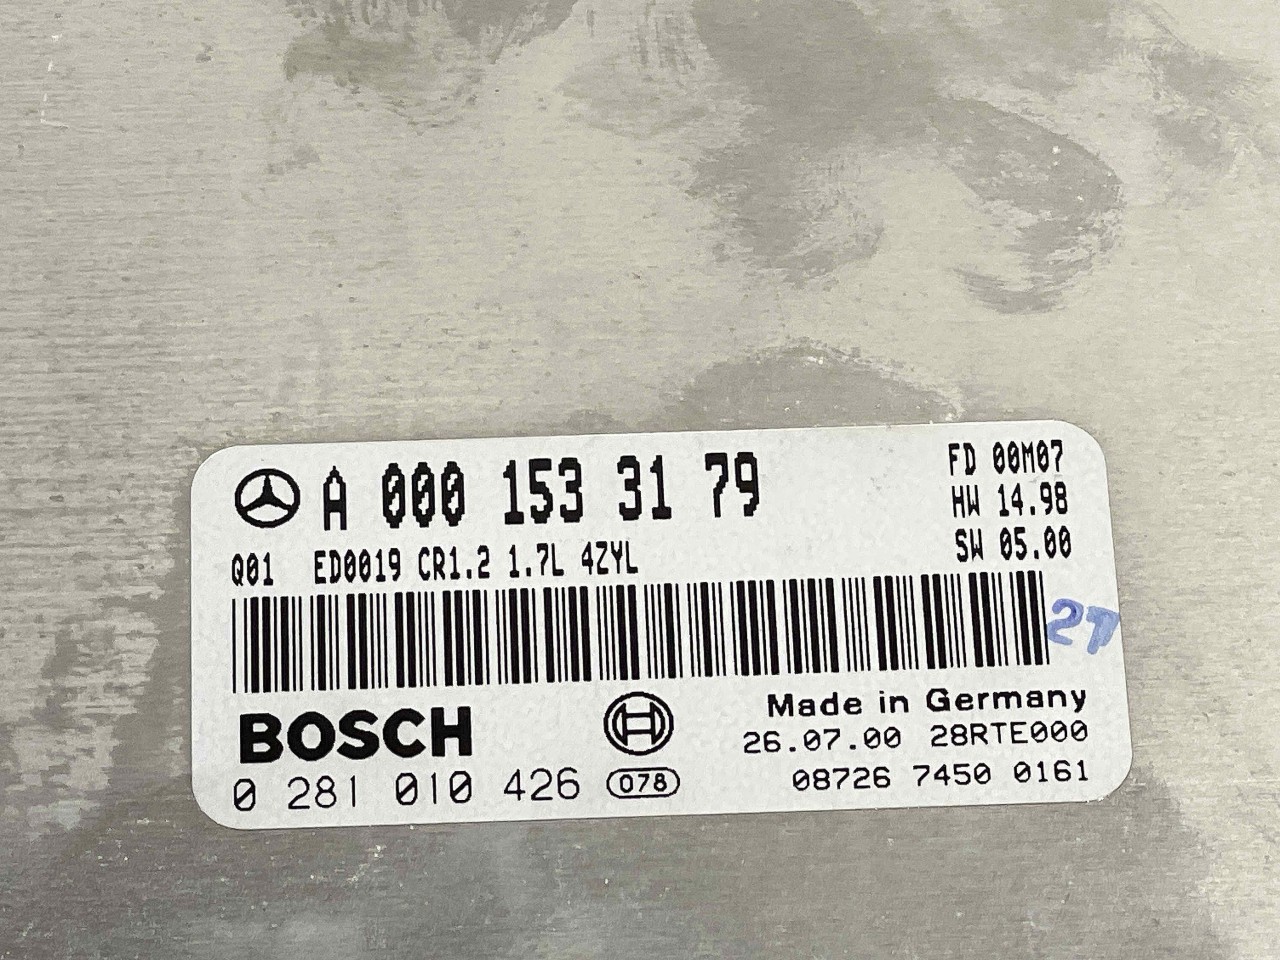 A 000 153 31 79
FD 00M07
HW 14.98
SW 05.00
Q01 ED0019 CR1.2 1.7L 4ZYL
27
BOSCH
Made in Germany
26.07.00 28RTE000
0 281 010 426 078
08726 7450 0161